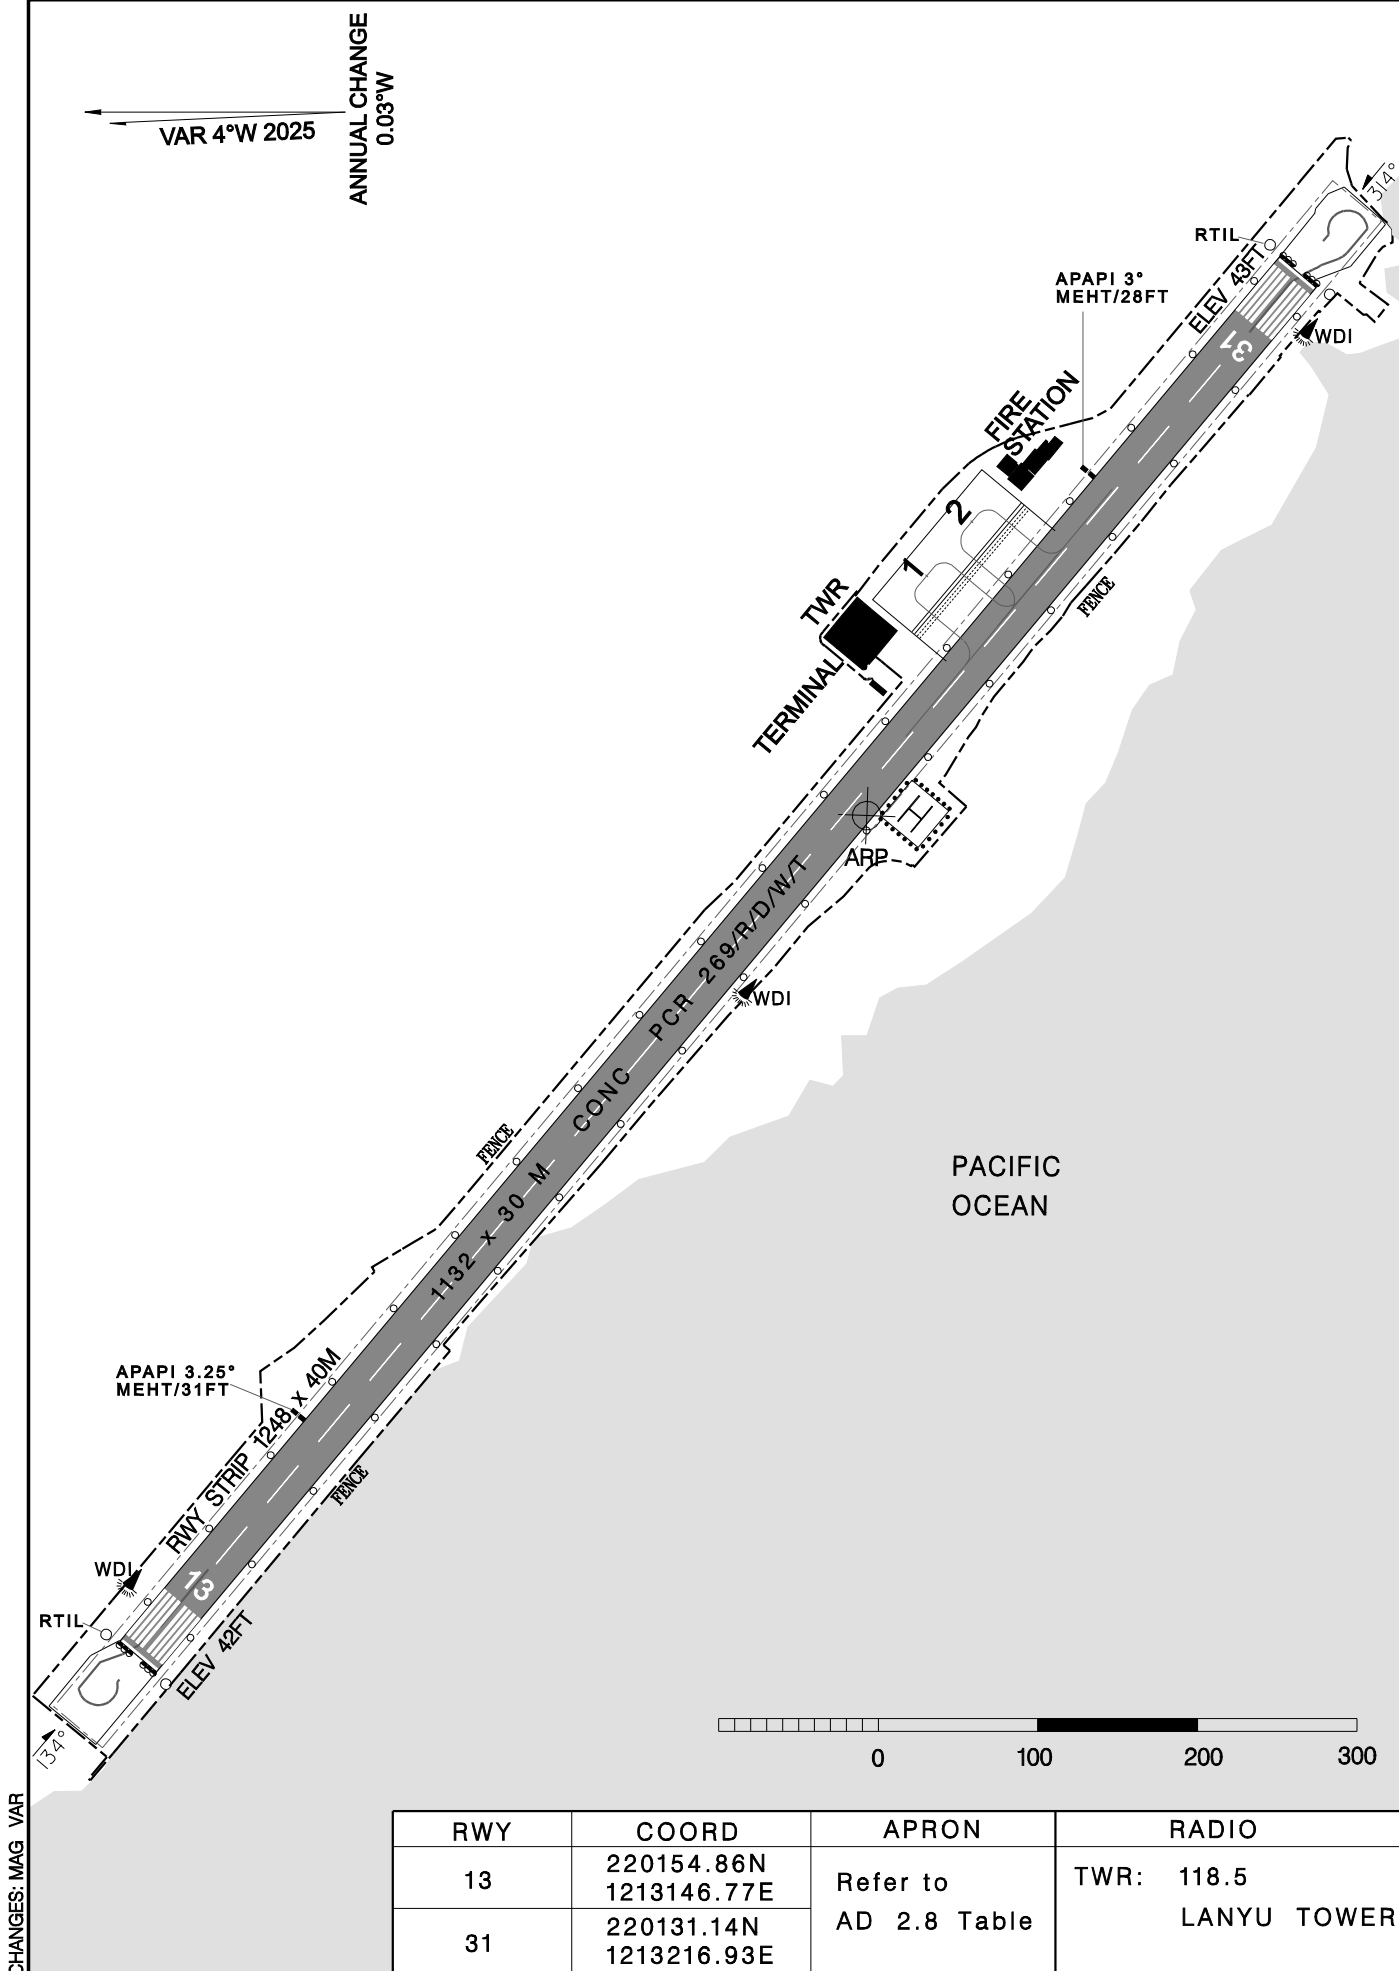 ANNUAL CHANGE
0.03°W
VAR 4°W 2025
314°
RTIL
ELEV 43FT
APAPI 3°
MEHT/28FT
31
WDI
FIRE
STATION
2
1
TWR
TERMINAL
FENCE
ARP
H
WDI
1132 x 30 M CONC PCR 269/R/D/W/T
FENCE
PACIFIC
OCEAN
APAPI 3.25°
MEHT/31FT
RWY STRIP 1248 x 40M
FENCE
WDI
13
RTIL
ELEV 42FT
134°
0 100 200 300
CHANGES: MAG VAR
RWY COORD APRON RADIO
13
220154.86N
1213146.77E
31
220131.14N
1213216.93E
Refer to
AD 2.8 Table
TWR: 118.5
LANYU TOWER